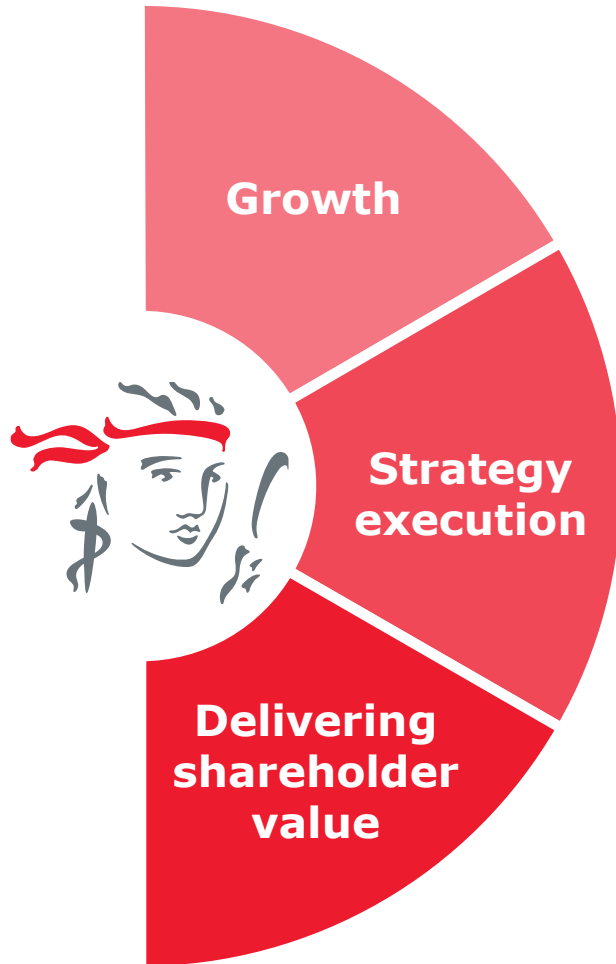 Growth
Strategy
execution
Delivering
shareholder
value